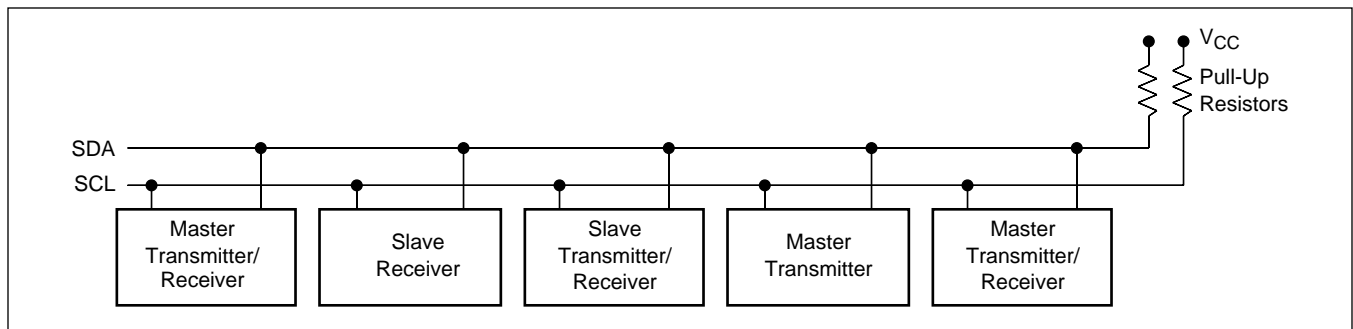 VCC
Pull-Up
Resistors
SDA
SCL
Master
Transmitter/
Receiver
Slave
Receiver
Slave
Transmitter/
Receiver
Master
Transmitter
Master
Transmitter/
Receiver